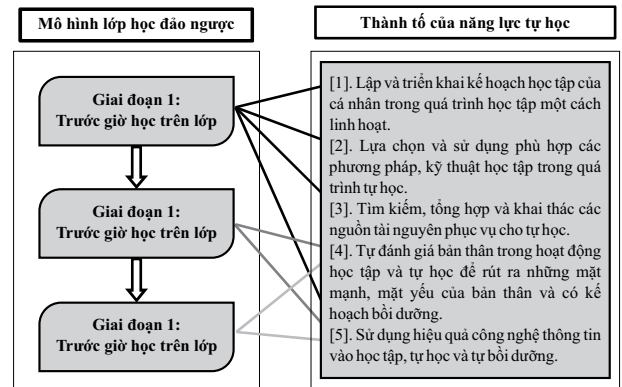 Mô hình lớp học đảo ngược
Thành tố của năng lực tự học
Giai đoạn 1:
Trước giờ học trên lớp
Giai đoạn 1:
Trước giờ học trên lớp
Giai đoạn 1:
Trước giờ học trên lớp
[1]. Lập và triển khai kế hoạch học tập của
cá nhân trong quá trình học tập một cách
linh hoạt.
[2]. Lựa chọn và sử dụng phù hợp các
phương pháp, kỹ thuật học tập trong quá
trình tự học.
[3]. Tìm kiếm, tổng hợp và khai thác các
nguồn tài nguyên phục vụ cho tự học.
[4]. Tự đánh giá bản thân trong hoạt động
học tập và tự học để rút ra những mặt
mạnh, mặt yếu của bản thân và có kế
hoạch bồi dưỡng.
[5]. Sử dụng hiệu quả công nghệ thông tin
vào học tập, tự học và tự bồi dưỡng.